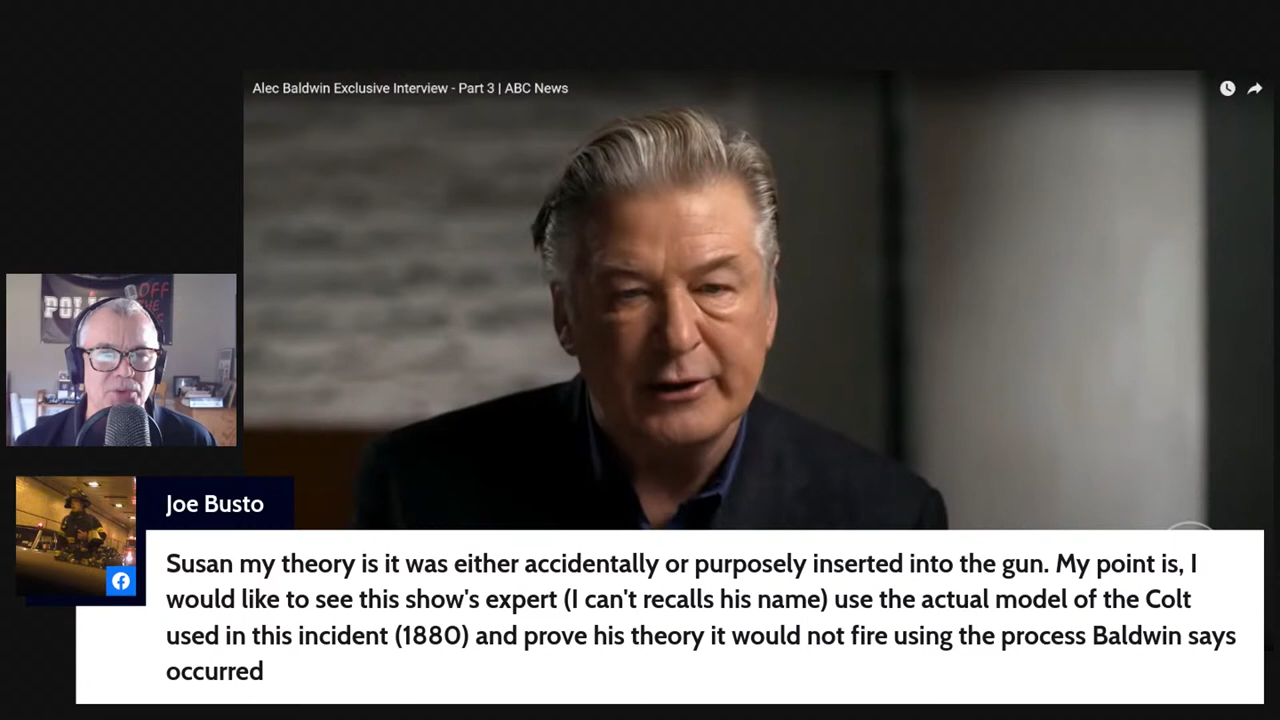 Alec Baldwin Exclusive Interview - Part 3 | ABC News
OFF
THE
Joe Busto
Susan my theory is it was either accidentally or purposely inserted into the gun. My point is, I
would like to see this show's expert (I can't recalls his name) use the actual model of the Colt
used in this incident (1880) and prove his theory it would not fire using the process Baldwin says
occurred